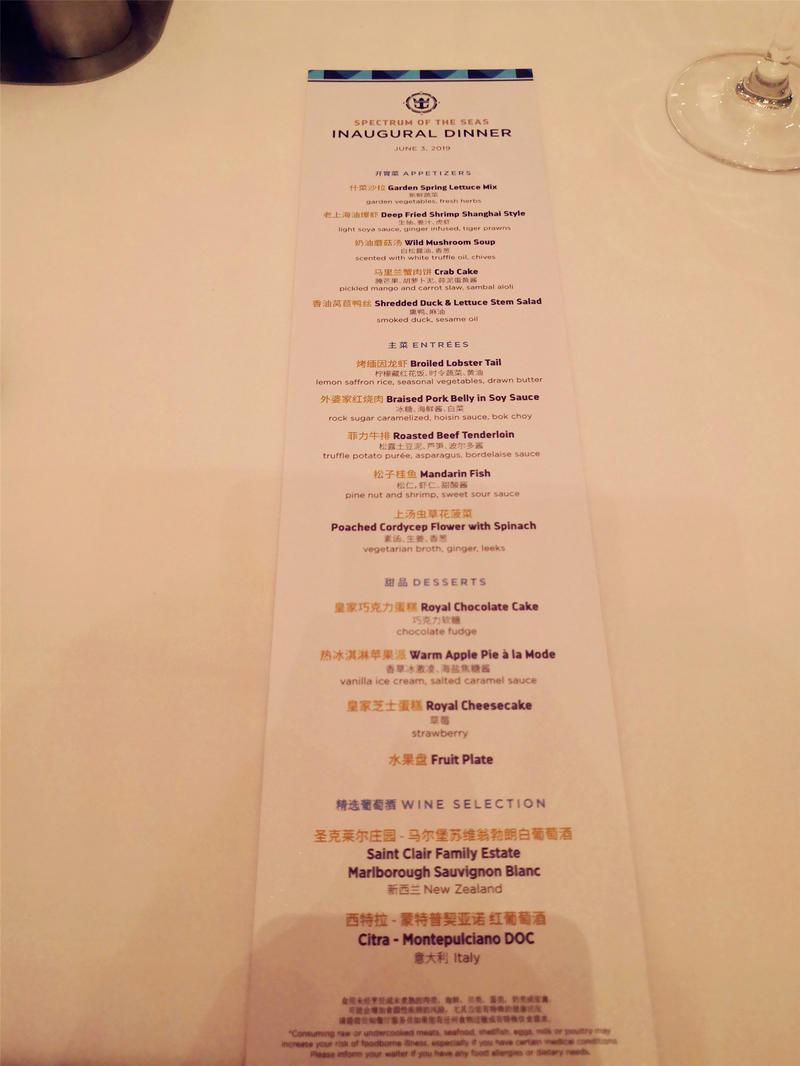 SPECTRUM OF THE SEAS
INAUGURAL DINNER
JUNE 3, 2019
开胃菜 APPETIZERS
什菜沙拉 Garden Spring Lettuce Mix
新鲜蔬菜
garden vegetables, fresh herbs
老上海油爆虾 Deep Fried Shrimp Shanghai Style
生抽、姜汁、虎虾
light soya sauce, ginger infused, tiger prawns
奶油蘑菇汤 Wild Mushroom Soup
白松露油、香葱
scented with white truffle oil, chives
马里兰蟹肉饼 Crab Cake
腌芒果、胡萝卜泥、蒜泥蛋黄酱
pickled mango and carrot slaw, sambal aioli
香油莴苣鸭丝 Shredded Duck & Lettuce Stem Salad
熏鸭、麻油
smoked duck, sesame oil
主菜 ENTRÉES
烤缅因龙虾 Broiled Lobster Tail
柠檬藏红花饭、时令蔬菜、黄油
lemon saffron rice, seasonal vegetables, drawn butter
外婆家红烧肉 Braised Pork Belly in Soy Sauce
冰糖、海鲜酱、白菜
rock sugar caramelized, hoisin sauce, bok choy
菲力牛排 Roasted Beef Tenderloin
松露土豆泥、芦笋、波尔多酱
truffle potato purée, asparagus, bordelaise sauce
松子桂鱼 Mandarin Fish
松仁、虾仁、甜酸酱
pine nut and shrimp, sweet sour sauce
上汤虫草花菠菜
Poached Cordycep Flower with Spinach
素汤、生姜、香葱
vegetarian broth, ginger, leeks
甜品 DESSERTS
皇家巧克力蛋糕 Royal Chocolate Cake
巧克力软糖
chocolate fudge
热冰淇淋苹果派 Warm Apple Pie à la Mode
香草冰激凌、海盐焦糖酱
vanilla ice cream, salted caramel sauce
皇家芝士蛋糕 Royal Cheesecake
草莓
strawberry
水果盘 Fruit Plate
精选葡萄酒 WINE SELECTION
圣克莱尔庄园 - 马尔堡苏维翁勃朗白葡萄酒
Saint Clair Family Estate
Marlborough Sauvignon Blanc
新西兰 New Zealand
西特拉 - 蒙特普契亚诺 红葡萄酒
Citra - Montepulciano DOC
意大利 Italy
*Consuming raw or undercooked meats, seafood, shellfish, eggs, milk or poultry may
increase your risk of foodborne illness, especially if you have certain medical conditions.
Please inform your waiter if you have any food allergies or dietary needs.